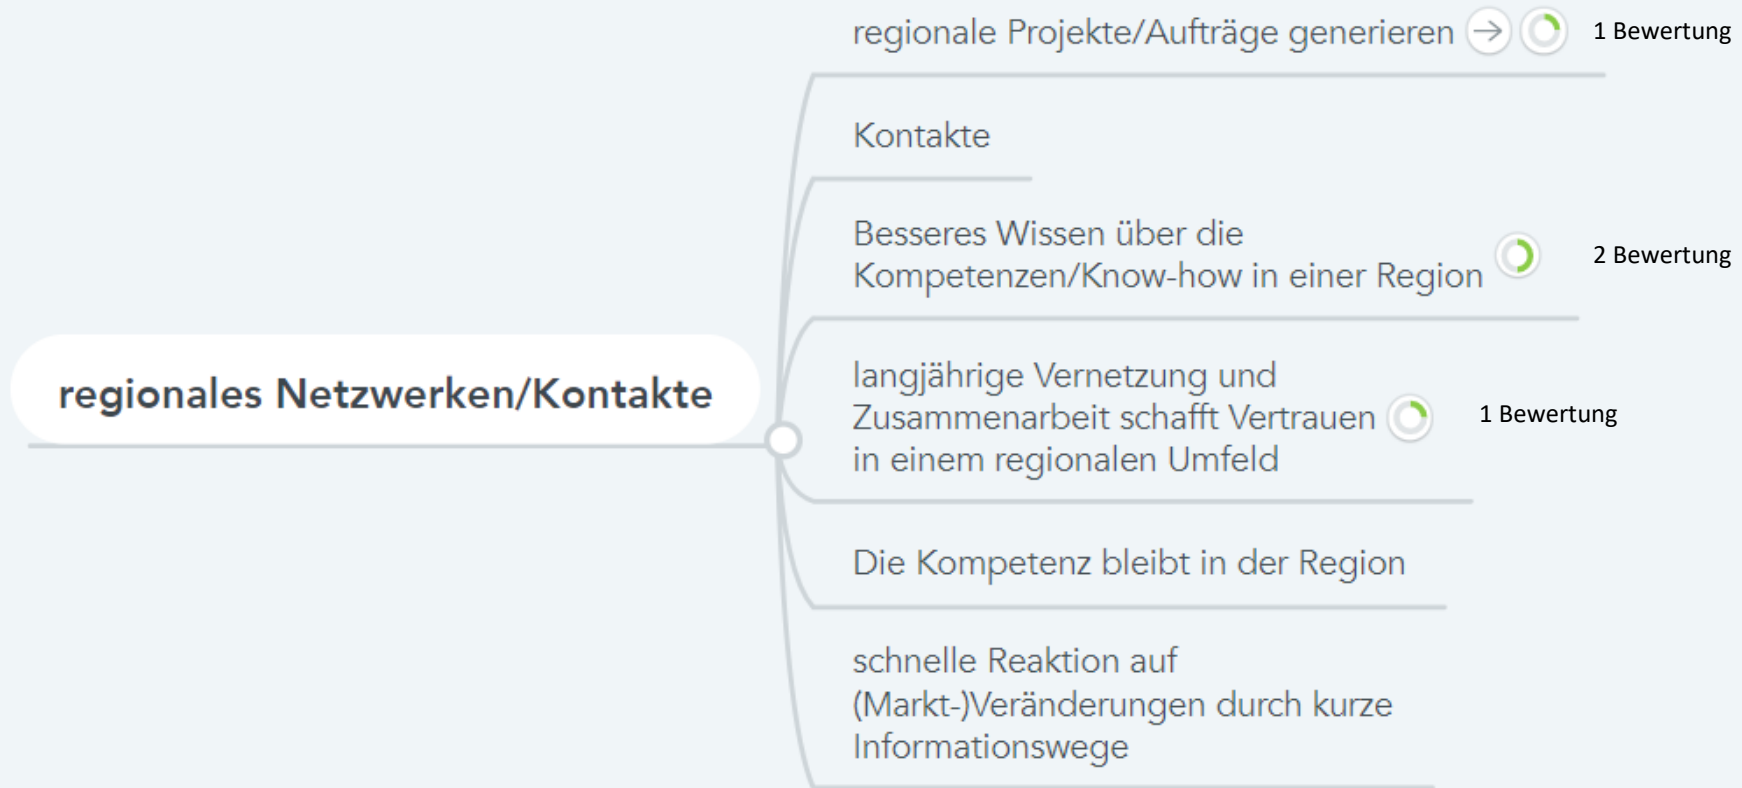 regionale Projekte/Aufträge generieren 1 Bewertung
Kontakte
Besseres Wissen über die
Kompetenzen/Know-how in einer Region 2 Bewertung
regionales Netzwerken/Kontakte
langjährige Vernetzung und
Zusammenarbeit schafft Vertrauen 1 Bewertung
in einem regionalen Umfeld
Die Kompetenz bleibt in der Region
schnelle Reaktion auf
(Markt-)Veränderungen durch kurze
Informationswege